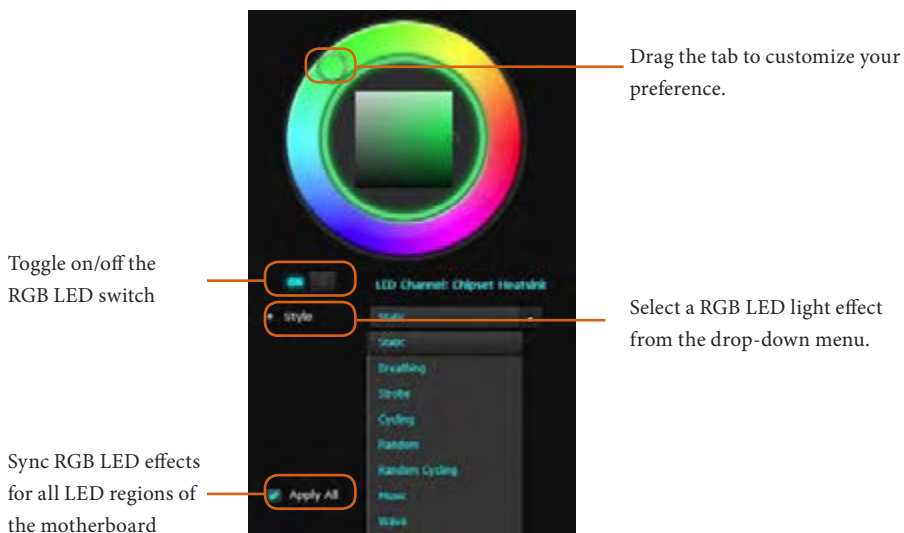 Drag the tab to customize your
preference.
Toggle on/off the
RGB LED switch
ON
LED Channel: Chipset Heatsink
Style
Static
Select a RGB LED light effect
from the drop-down menu.
Static
Breathing
Strobe
Cycling
Random
Random Cycling
Music
Wave
Sync RGB LED effects
for all LED regions of
the motherboard
Apply All